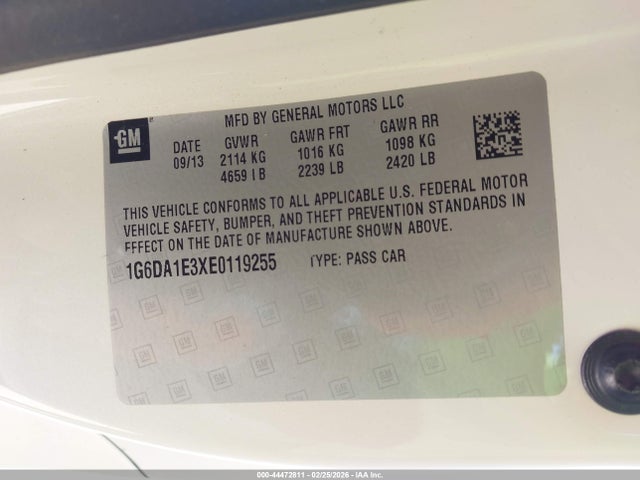 GM
MFD BY GENERAL MOTORS LLC
DATE GVWR GAWR FRT GAWR RR
09/13 2114 KG 1016 KG 1098 KG
4659 LB 2239 LB 2420 LB
THIS VEHICLE CONFORMS TO ALL APPLICABLE U.S. FEDERAL MOTOR
VEHICLE SAFETY, BUMPER, AND THEFT PREVENTION STANDARDS IN
EFFECT ON THE DATE OF MANUFACTURE SHOWN ABOVE.
1G6DA1E3XE0119255 TYPE: PASS CAR
000-44472811 - 02/25/2026 - IAA Inc.